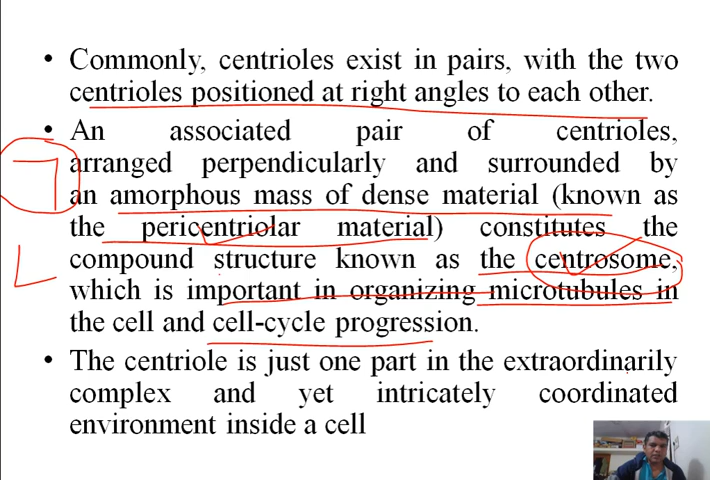 • Commonly, centrioles exist in pairs, with the two
centrioles positioned at right angles to each other.
• An associated pair of centrioles,
arranged perpendicularly and surrounded by
an amorphous mass of dense material (known as
the pericentriolar material) constitutes the
compound structure known as the centrosome,
which is important in organizing microtubules in
the cell and cell-cycle progression.
• The centriole is just one part in the extraordinarily
complex and yet intricately coordinated
environment inside a cell